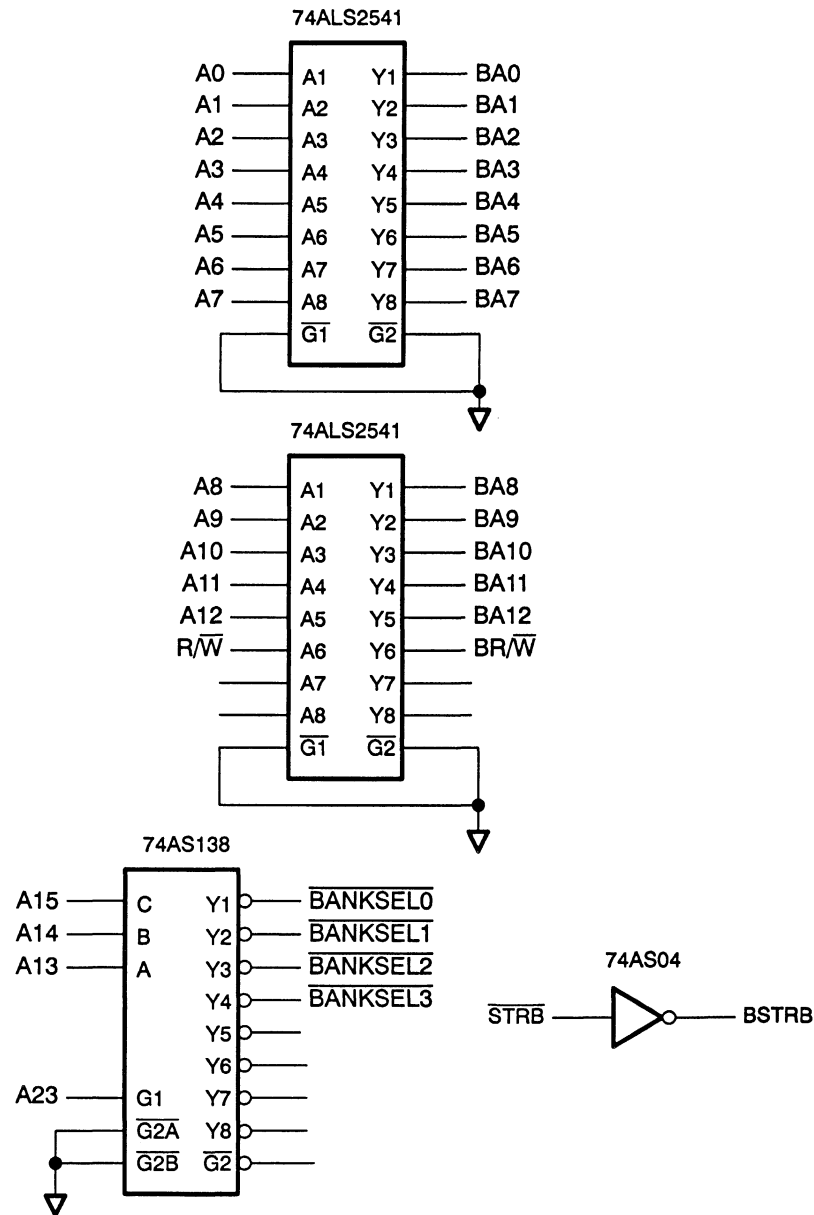 74ALS2541
A0 A1 Y1 BA0
A1 A2 Y2 BA1
A2 A3 Y3 BA2
A3 A4 Y4 BA3
A4 A5 Y5 BA4
A5 A6 Y6 BA5
A6 A7 Y7 BA6
A7 A8 Y8 BA7
G1 G2
74ALS2541
A8 A1 Y1 BA8
A9 A2 Y2 BA9
A10 A3 Y3 BA10
A11 A4 Y4 BA11
A12 A5 Y5 BA12
R/W A6 Y6 BR/W
A7 Y7
A8 Y8
G1 G2
74AS138
A15 C Y1 BANKSEL0
A14 B Y2 BANKSEL1
A13 A Y3 BANKSEL2
Y4 BANKSEL3
Y5
Y6
A23 G1 Y7
G2A Y8
G2B G2
74AS04
STRB BSTRB